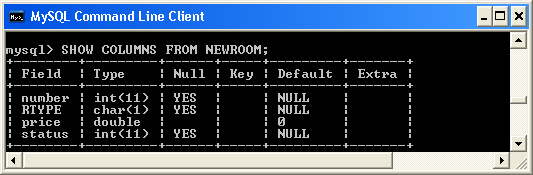 MySQL Command Line Client
mysql> SHOW COLUMNS FROM NEWROOM;
+--------+---------+------+-----+---------+-------+
| Field  | Type    | Null | Key | Default | Extra |
+--------+---------+------+-----+---------+-------+
| number | int(11) | YES  |     | NULL    |       |
| RTYPE  | char(1) | YES  |     | NULL    |       |
| price  | double  |      |     | 0       |       |
| status | int(11) | YES  |     | NULL    |       |
+--------+---------+------+-----+---------+-------+